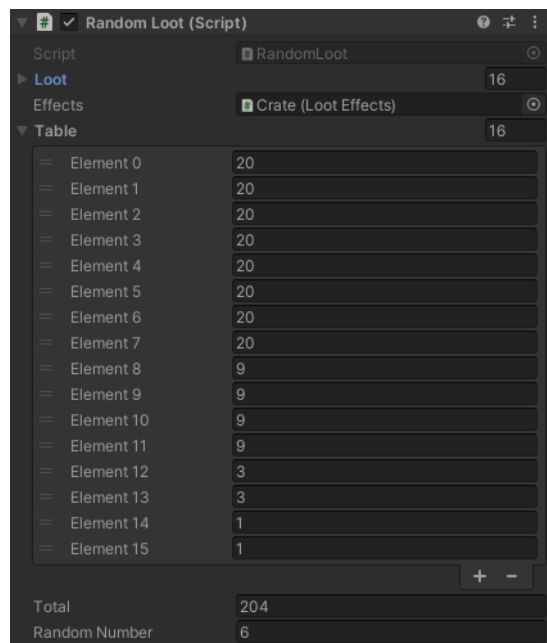 Random Loot (Script)
Script RandomLoot
Loot 16
Effects Crate (Loot Effects)
Table 16
Element 0 20
Element 1 20
Element 2 20
Element 3 20
Element 4 20
Element 5 20
Element 6 20
Element 7 20
Element 8 9
Element 9 9
Element 10 9
Element 11 9
Element 12 3
Element 13 3
Element 14 1
Element 15 1
+ −
Total 204
Random Number 6